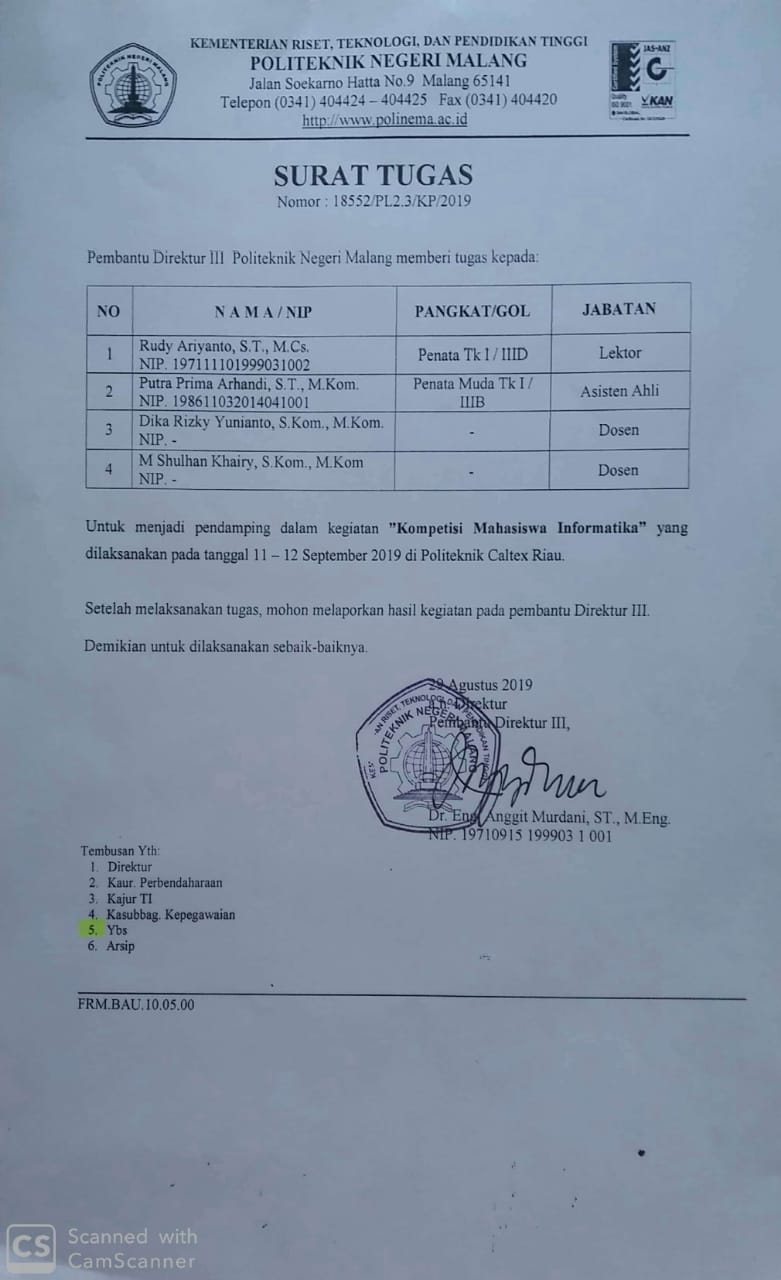 KEMENTERIAN RISET, TEKNOLOGI, DAN PENDIDIKAN TINGGI
POLITEKNIK NEGERI MALANG
Jalan Soekarno Hatta No.9 Malang 65141
Telepon (0341) 404424 – 404425 Fax (0341) 404420
http://www.polinema.ac.id
POLITEKNIK NEGERI MALANG
JAS-ANZ
Quality
ISO 9001
KAN
SURAT TUGAS
Nomor : 18552/PL2.3/KP/2019
Pembantu Direktur III Politeknik Negeri Malang memberi tugas kepada:
NO N A M A / NIP PANGKAT/GOL JABATAN
1 Rudy Ariyanto, S.T., M.Cs. Penata Tk I / IIID Lektor
NIP. 197111101999031002
2 Putra Prima Arhandi, S.T., M.Kom. Penata Muda Tk I / Asisten Ahli
NIP. 198611032014041001 IIIB
3 Dika Rizky Yunianto, S.Kom., M.Kom. - Dosen
NIP. -
4 M Shulhan Khairy, S.Kom., M.Kom - Dosen
NIP. -
Untuk menjadi pendamping dalam kegiatan "Kompetisi Mahasiswa Informatika" yang
dilaksanakan pada tanggal 11 – 12 September 2019 di Politeknik Caltex Riau.
Setelah melaksanakan tugas, mohon melaporkan hasil kegiatan pada pembantu Direktur III.
Demikian untuk dilaksanakan sebaik-baiknya.
29 Agustus 2019
a.n. Direktur
Pembantu Direktur III,
POLITEKNIK NEGERI MALANG
Dr. Eng. Anggit Murdani, ST., M.Eng.
NIP. 19710915 199903 1 001
Tembusan Yth:
1. Direktur
2. Kaur. Perbendaharaan
3. Kajur TI
4. Kasubbag. Kepegawaian
5. Ybs
6. Arsip
FRM.BAU.10.05.00
CS Scanned with
CamScanner